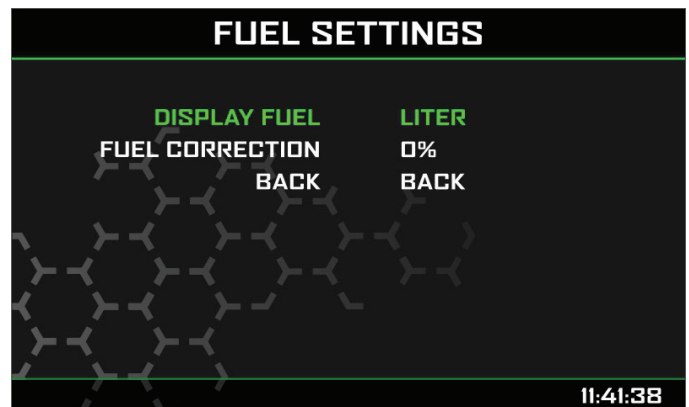 FUEL SETTINGS
DISPLAY FUEL LITER
FUEL CORRECTION 0%
BACK BACK
11:41:38